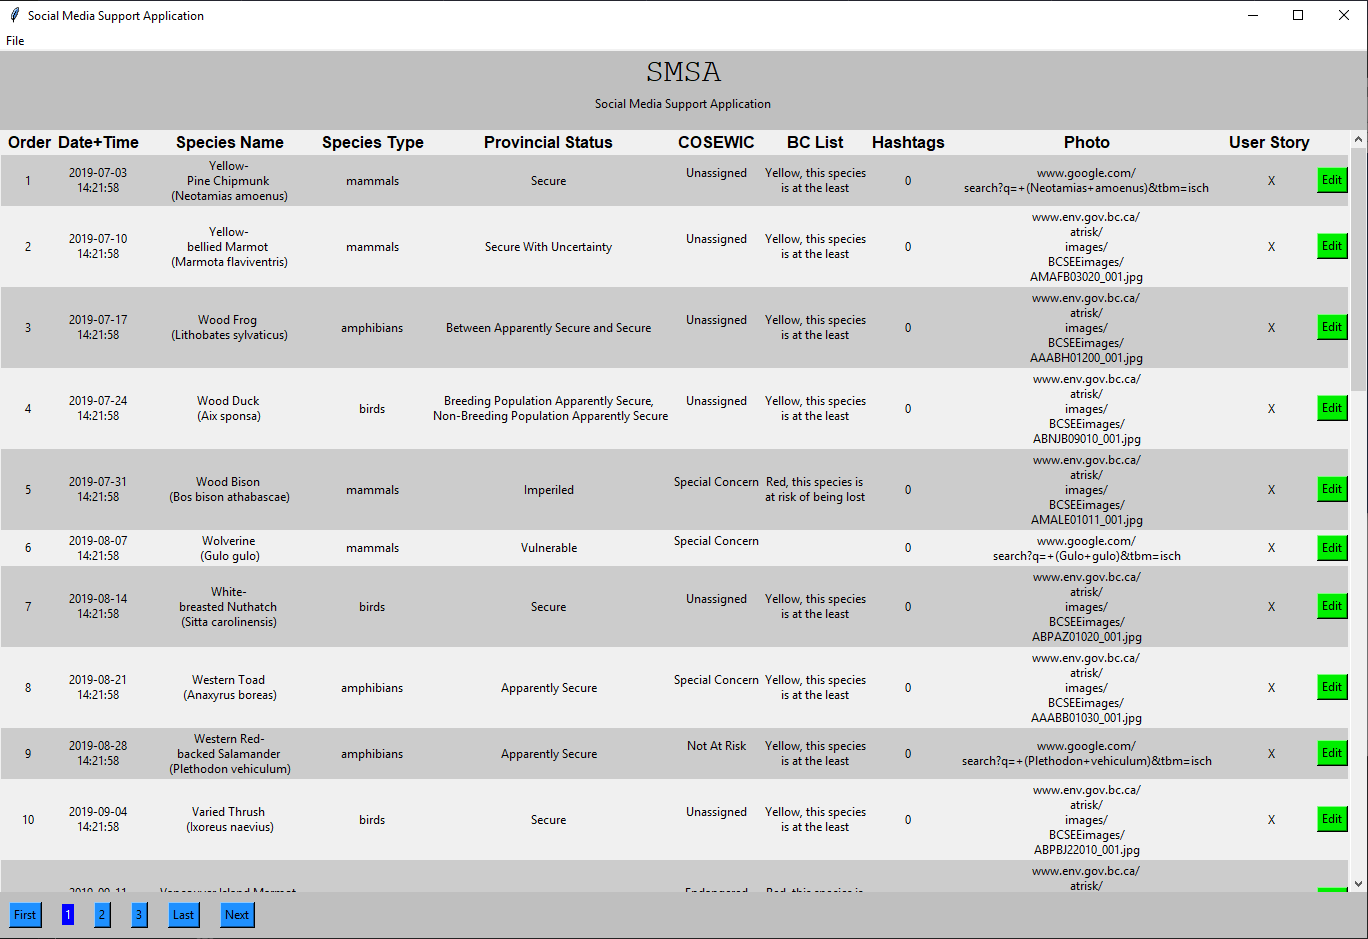 Social Media Support Application
File
SMSA
Social Media Support Application
Order Date+Time Species Name Species Type Provincial Status COSEWIC BC List Hashtags Photo User Story
1
2019-07-03
14:21:58
Yellow-
Pine Chipmunk
(Neotamias amoenus)
mammals
Secure
Unassigned
Yellow, this species
is at the least
0
www.google.com/
search?q=+(Neotamias+amoenus)&tbm=isch
X
Edit
2
2019-07-10
14:21:58
Yellow-
bellied Marmot
(Marmota flaviventris)
mammals
Secure With Uncertainty
Unassigned
Yellow, this species
is at the least
0
www.env.gov.bc.ca/
atrisk/
images/
BCSEEimages/
AMAFB03020_001.jpg
X
Edit
3
2019-07-17
14:21:58
Wood Frog
(Lithobates sylvaticus)
amphibians
Between Apparently Secure and Secure
Unassigned
Yellow, this species
is at the least
0
www.env.gov.bc.ca/
atrisk/
images/
BCSEEimages/
AAABH01200_001.jpg
X
Edit
4
2019-07-24
14:21:58
Wood Duck
(Aix sponsa)
birds
Breeding Population Apparently Secure,
Non-Breeding Population Apparently Secure
Unassigned
Yellow, this species
is at the least
0
www.env.gov.bc.ca/
atrisk/
images/
BCSEEimages/
ABNJB09010_001.jpg
X
Edit
5
2019-07-31
14:21:58
Wood Bison
(Bos bison athabascae)
mammals
Imperiled
Special Concern
Red, this species is
at risk of being lost
0
www.env.gov.bc.ca/
atrisk/
images/
BCSEEimages/
AMALE01011_001.jpg
X
Edit
6
2019-08-07
14:21:58
Wolverine
(Gulo gulo)
mammals
Vulnerable
Special Concern
0
www.google.com/
search?q=+(Gulo+gulo)&tbm=isch
X
Edit
7
2019-08-14
14:21:58
White-
breasted Nuthatch
(Sitta carolinensis)
birds
Secure
Unassigned
Yellow, this species
is at the least
0
www.env.gov.bc.ca/
atrisk/
images/
BCSEEimages/
ABPAZ01020_001.jpg
X
Edit
8
2019-08-21
14:21:58
Western Toad
(Anaxyrus boreas)
amphibians
Apparently Secure
Special Concern
Yellow, this species
is at the least
0
www.env.gov.bc.ca/
atrisk/
images/
BCSEEimages/
AAABB01030_001.jpg
X
Edit
9
2019-08-28
14:21:58
Western Red-
backed Salamander
(Plethodon vehiculum)
amphibians
Apparently Secure
Not At Risk
Yellow, this species
is at the least
0
www.google.com/
search?q=+(Plethodon+vehiculum)&tbm=isch
X
Edit
10
2019-09-04
14:21:58
Varied Thrush
(Ixoreus naevius)
birds
Secure
Unassigned
Yellow, this species
is at the least
0
www.env.gov.bc.ca/
atrisk/
images/
BCSEEimages/
ABPBJ22010_001.jpg
X
Edit
2019-09-11
Vancouver Island Marmot
Endangered
Red, this species is
www.env.gov.bc.ca/
atrisk/
First 1 2 3 Last Next